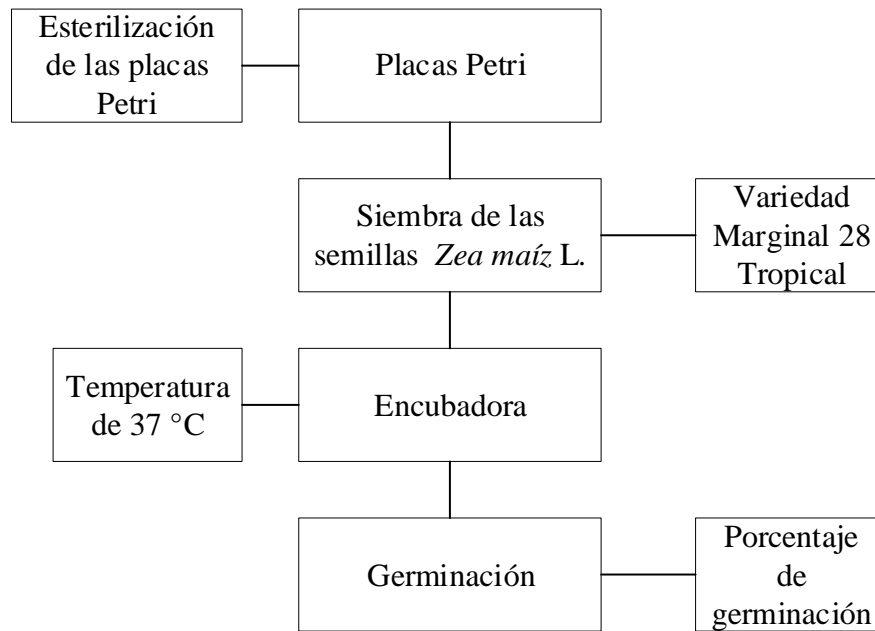 Esterilización
de las placas
Petri
Placas Petri
Siembra de las
semillas Zea maíz L.
Variedad
Marginal 28
Tropical
Temperatura
de 37 °C
Encubadora
Germinación
Porcentaje
de
germinación